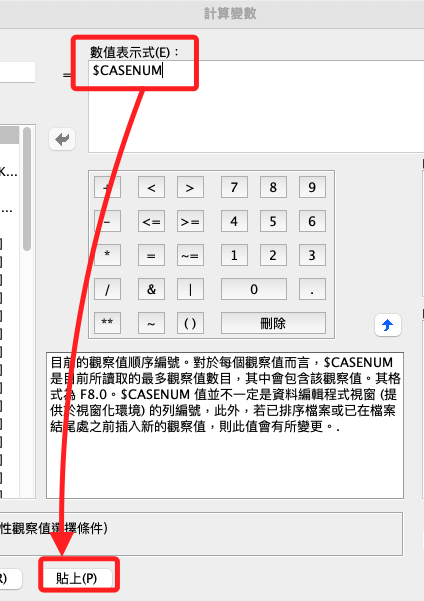 計算變數
數值表示式(E):
=
$CASENUM
K...
...
+ < > 7 8 9
- <= >= 4 5 6
* = ~= 1 2 3
/ & | 0 .
** ~ ( ) 刪除
目前的觀察值順序編號。對於每個觀察值而言,$CASENUM
是目前所讀取的最多觀察值數目,其中會包含該觀察值。其格
式為 F8.0。$CASENUM 值並不一定是資料編輯程式視窗 (提
供於視窗化環境) 的列編號,此外,若已排序檔案或已在檔案
結尾處之前插入新的觀察值,則此值會有所變更。.
性觀察值選擇條件)
R)
貼上(P)